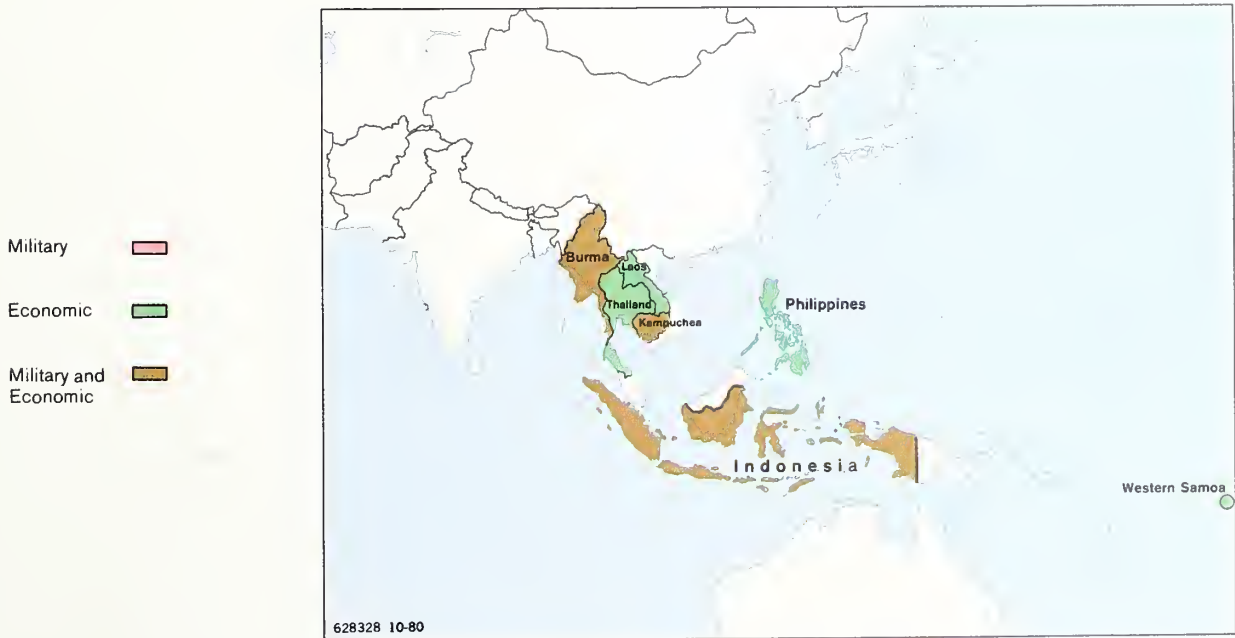 Military
Economic
Military and
Economic
Burma
Laos
Thailand
Kampuchea
Philippines
Indonesia
Western Samoa
628328 10-80